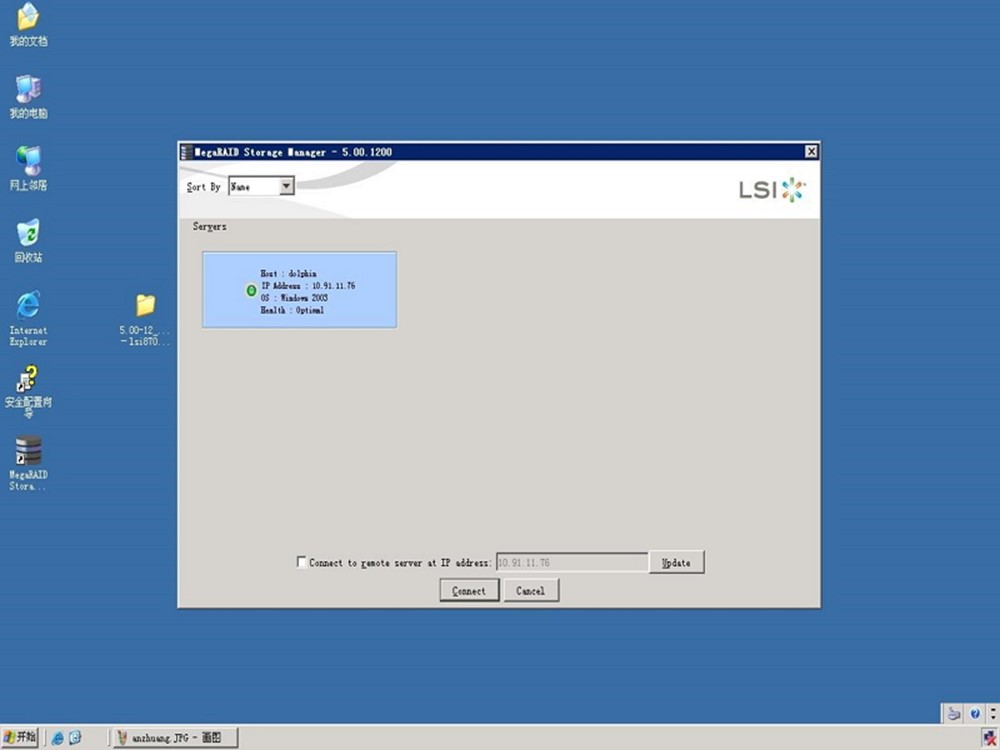 我的文档
我的电脑
网上邻居
回收站
Internet
Explorer
5.00-12_...
-lsi870...
安全配置向
导
MegaRAID
Stora...
MegaRAID Storage Manager - 5.00.1200
Sort By
Name
LSI
Servers
Host : dolphin
IP Address : 10.91.11.76
OS : Windows 2003
Health : Optimal
Connect to remote server at IP address:
10.91.11.76
Update
Connect
Cancel
开始
anzhuang.JPG - 画图